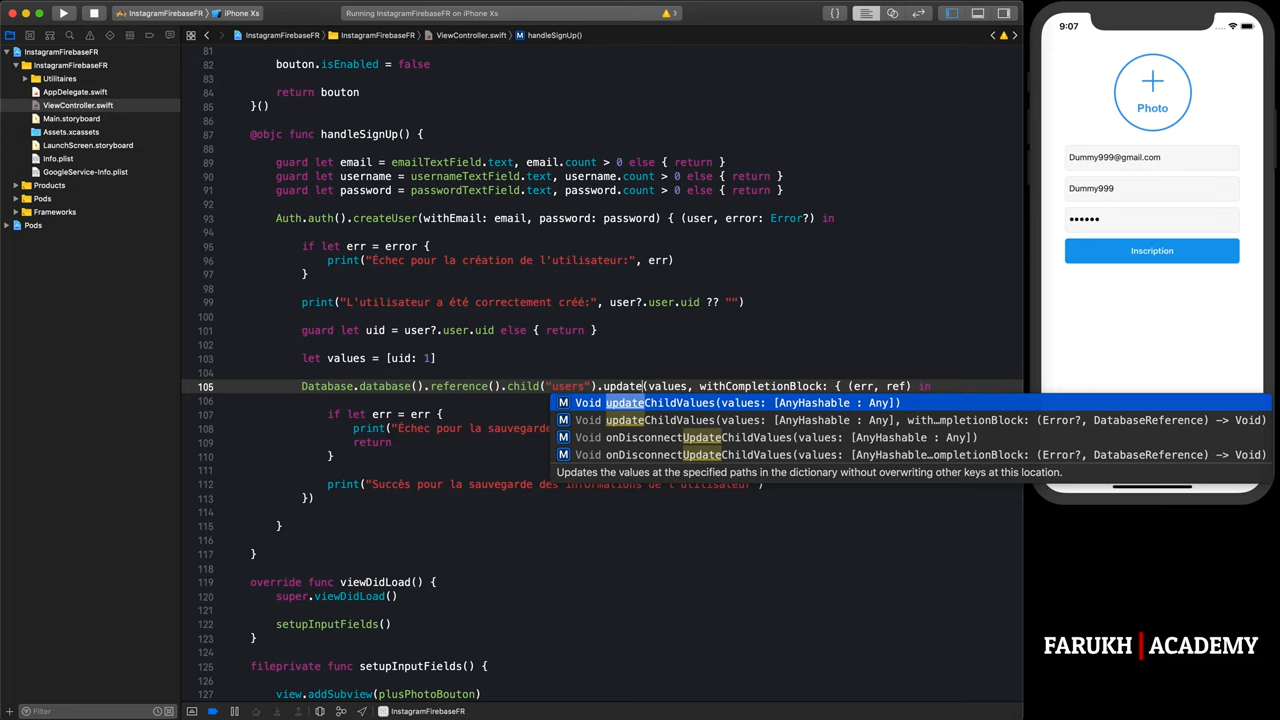 InstagramFirebaseFR
iPhone Xs
Running InstagramFirebaseFR on iPhone Xs
3
InstagramFirebaseFR
InstagramFirebaseFR
ViewController.swift
M handleSignUp()
InstagramFirebaseFR
InstagramFirebaseFR
Utilitaires
AppDelegate.swift
ViewController.swift
Main.storyboard
Assets.xcassets
LaunchScreen.storyboard
Info.plist
GoogleService-Info.plist
Products
Pods
Frameworks
Pods
81
82 bouton.isEnabled = false
83
84 return bouton
85 }()
86
87 @objc func handleSignUp() {
88
89 guard let email = emailTextField.text, email.count > 0 else { return }
90 guard let username = usernameTextField.text, username.count > 0 else { return }
91 guard let password = passwordTextField.text, password.count > 0 else { return }
92
93 Auth.auth().createUser(withEmail: email, password: password) { (user, error: Error?) in
94
95 if let err = error {
96 print("Échec pour la création de l'utilisateur:", err)
97 }
98
99 print("L'utilisateur a été correctement créé:", user?.user.uid ?? "")
100
101 guard let uid = user?.user.uid else { return }
102
103 let values = [uid: 1]
104
105 Database.database().reference().child("users").update(values, withCompletionBlock: { (err, ref) in
106
107 if let err = err {
108 print("Échec pour la sauvegarde
109 return
110 }
111
112 print("Succès pour la sauvegarde des informations de l'utilisateur")
113 })
114
115 }
116
117 }
118
119 override func viewDidLoad() {
120 super.viewDidLoad()
121
122 setupInputFields()
123 }
124
125 fileprivate func setupInputFields() {
126
127 view.addSubview(plusPhotoBouton)
M Void updateChildValues(values: [AnyHashable : Any])
M Void updateChildValues(values: [AnyHashable : Any], with…mpletionBlock: (Error?, DatabaseReference) -> Void)
M Void onDisconnectUpdateChildValues(values: [AnyHashable : Any])
M Void onDisconnectUpdateChildValues(values: [AnyHashable…ompletionBlock: (Error?, DatabaseReference) -> Void)
Updates the values at the specified paths in the dictionary without overwriting other keys at this location.
Filter
InstagramFirebaseFR
9:07
Photo
Dummy999@gmail.com
Dummy999
••••••
Inscription
FARUKH | ACADEMY